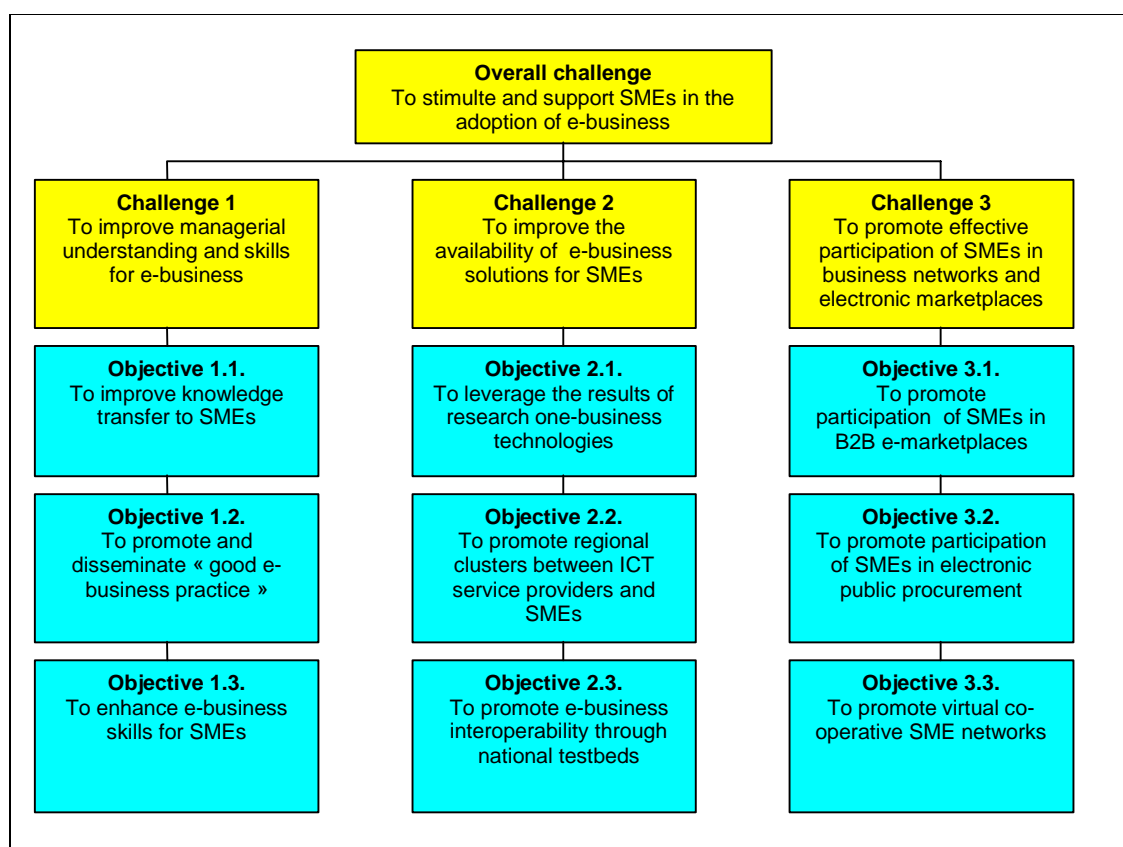 Overall challenge
To stimulte and support SMEs in the
adoption of e-business
Challenge 1
To improve managerial
understanding and skills
for e-business
Challenge 2
To improve the
availability of e-business
solutions for SMEs
Challenge 3
To promote effective
participation of SMEs in
business networks and
electronic marketplaces
Objective 1.1.
To improve knowledge
transfer to SMEs
Objective 2.1.
To leverage the results of
research one-business
technologies
Objective 3.1.
To promote
participation of SMEs in
B2B e-marketplaces
Objective 1.2.
To promote and
disseminate « good e-
business practice »
Objective 2.2.
To promote regional
clusters between ICT
service providers and
SMEs
Objective 3.2.
To promote participation
of SMEs in electronic
public procurement
Objective 1.3.
To enhance e-business
skills for SMEs
Objective 2.3.
To promote e-business
interoperability through
national testbeds
Objective 3.3.
To promote virtual co-
operative SME networks